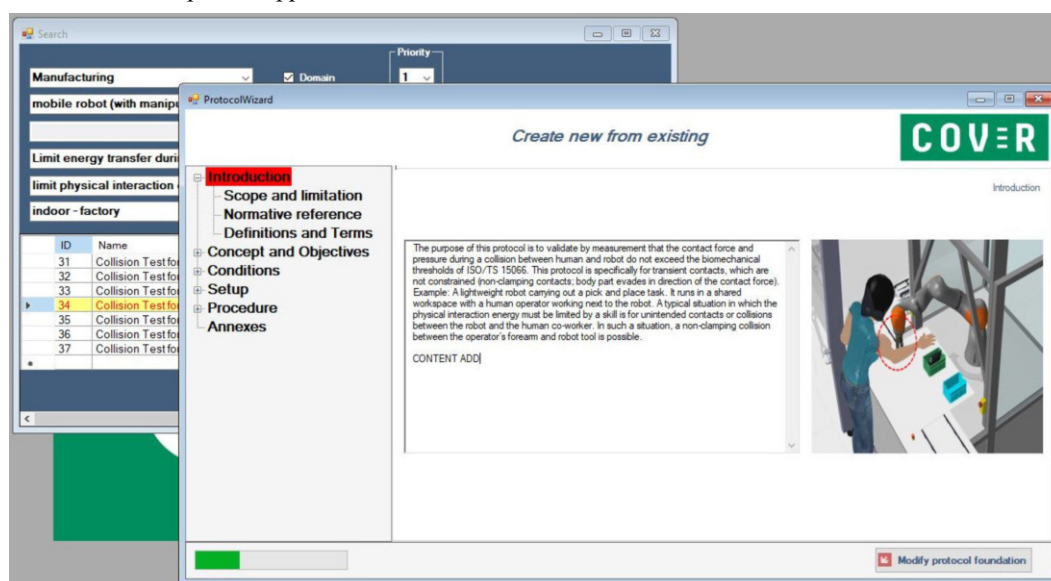 Search
Priority
Manufacturing
Domain
1
mobile robot (with manipu
Limit energy transfer duri
limit physical interaction
indoor - factory
ID Name
31 Collision Test fo
32 Collision Test fo
33 Collision Test fo
34 Collision Test fo
35 Collision Test fo
36 Collision Test fo
37 Collision Test fo
ProtocolWizard
Create new from existing
COVER
Introduction
Scope and limitation
Normative reference
Definitions and Terms
Concept and Objectives
Conditions
Setup
Procedure
Annexes
Introduction
The purpose of this protocol is to validate by measurement that the contact force and
pressure during a collision between human and robot do not exceed the biomechanical
thresholds of ISO/TS 15066. This protocol is specifically for transient contacts, which are
not constrained (non-clamping contacts; body part evades in direction of the contact force).
Example: A lightweight robot carrying out a pick and place task. It runs in a shared
workspace with a human operator working next to the robot. A typical situation in which the
physical interaction energy must be limited by a skill is for unintended contacts or collisions
between the robot and the human co-worker. In such a situation, a non-clamping collision
between the operator's forearm and robot tool is possible.
CONTENT ADD
Modify protocol foundation